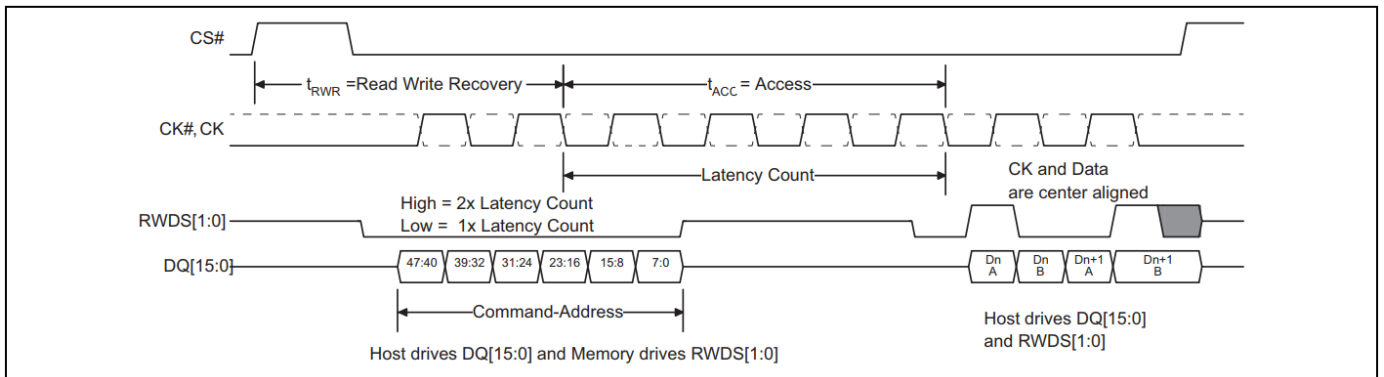 CS#
tRWR =Read Write Recovery
tACC = Access
CK#, CK
Latency Count
CK and Data
are center aligned
High = 2x Latency Count
Low = 1x Latency Count
RWDS[1:0]
DQ[15:0]
47:40 39:32 31:24 23:16 15:8 7:0
Dn A
Dn B
Dn+1 A
Dn+1 B
Command-Address
Host drives DQ[15:0]
and RWDS[1:0]
Host drives DQ[15:0] and Memory drives RWDS[1:0]